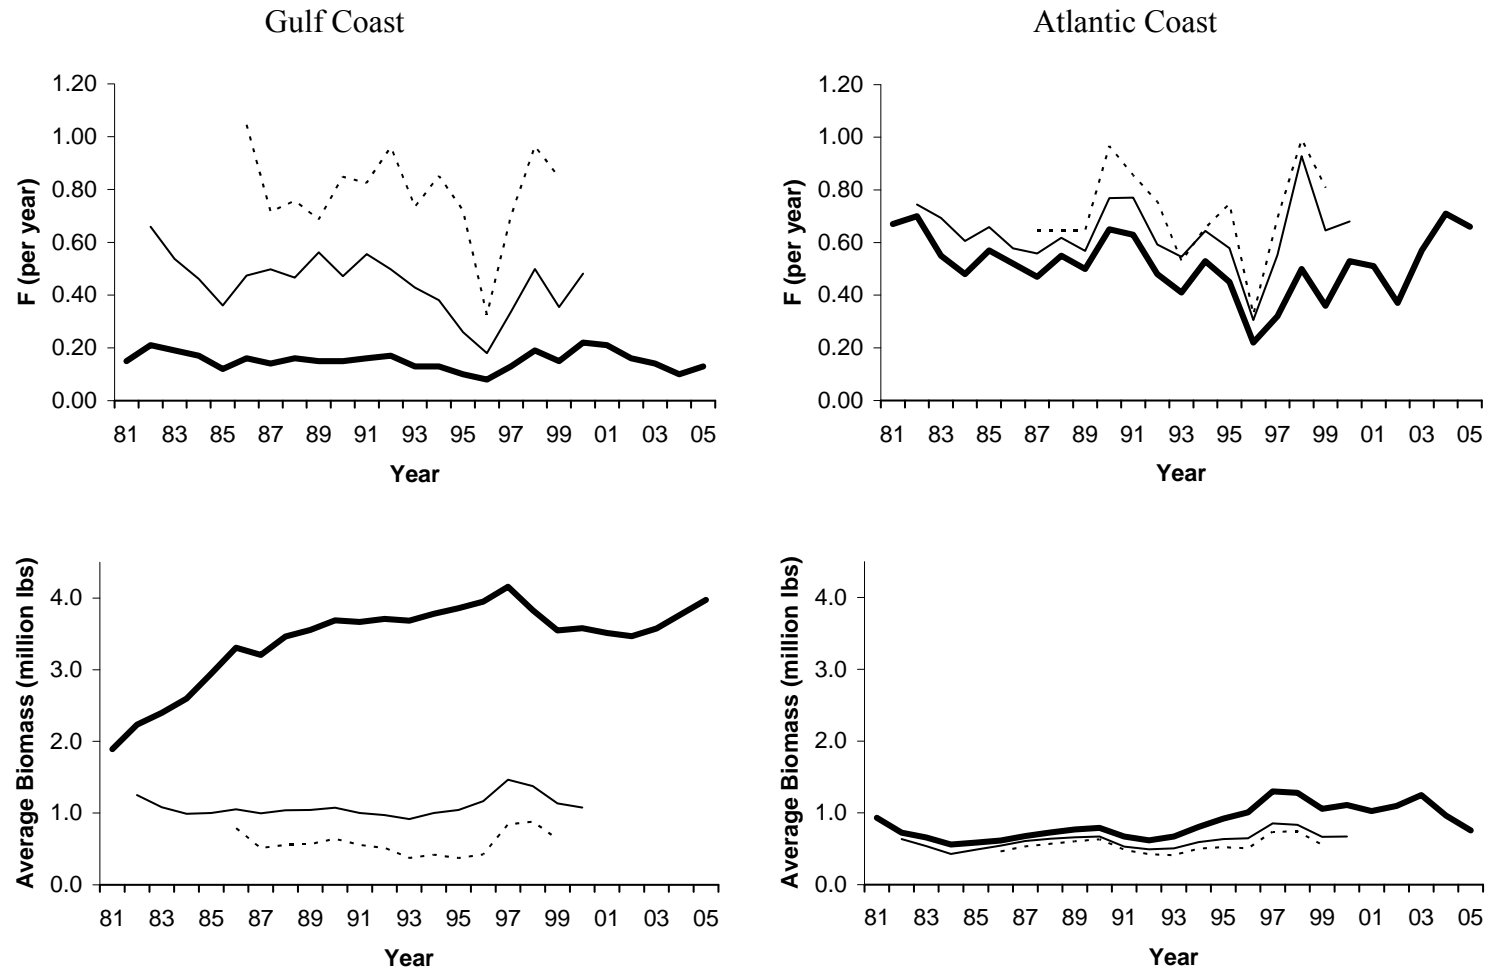 Gulf Coast
Atlantic Coast
F (per year)
1.20
1.00
0.80
0.60
0.40
0.20
0.00
81 83 85 87 89 91 93 95 97 99 01 03 05
Year
F (per year)
1.20
1.00
0.80
0.60
0.40
0.20
0.00
81 83 85 87 89 91 93 95 97 99 01 03 05
Year
Average Biomass (million lbs)
4.0
3.0
2.0
1.0
0.0
81 83 85 87 89 91 93 95 97 99 01 03 05
Year
Average Biomass (million lbs)
4.0
3.0
2.0
1.0
0.0
81 83 85 87 89 91 93 95 97 99 01 03 05
Year